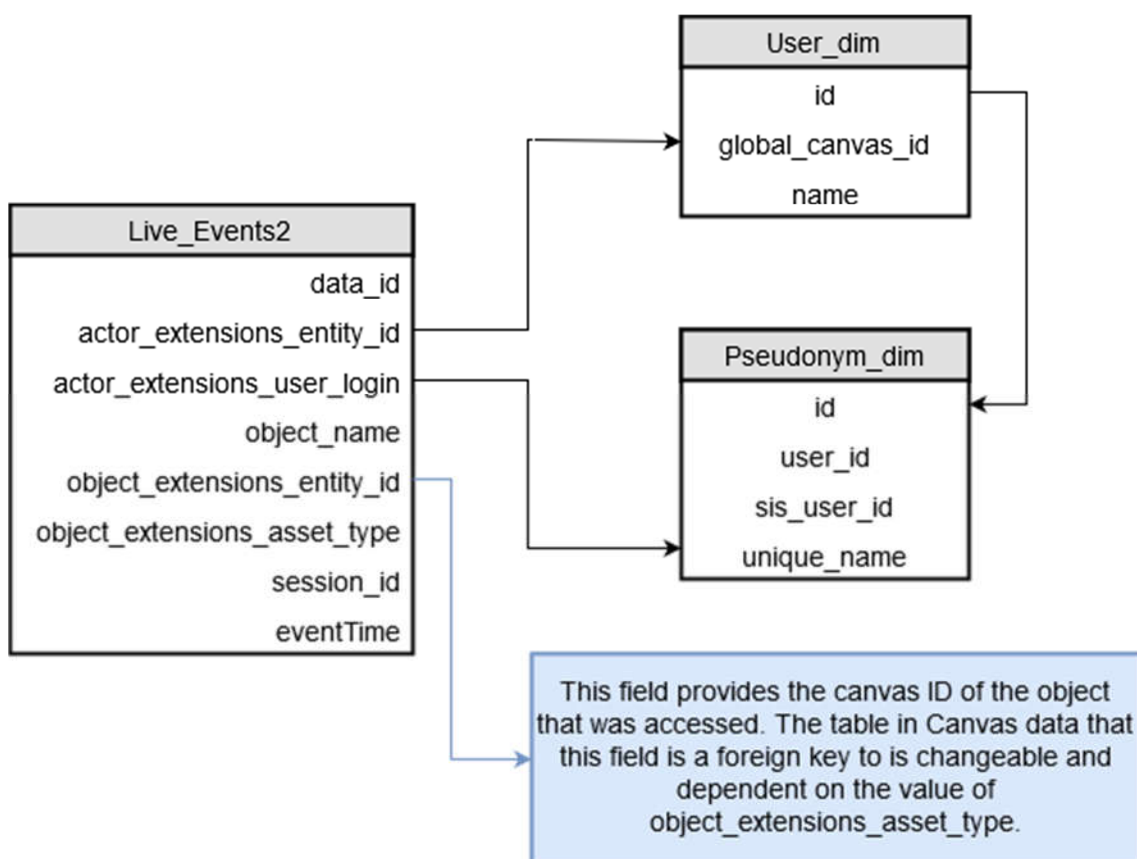 User_dim
id
global_canvas_id
name
Live_Events2
data_id
actor_extensions_entity_id
actor_extensions_user_login
object_name
object_extensions_entity_id
object_extensions_asset_type
session_id
eventTime
Pseudonym_dim
id
user_id
sis_user_id
unique_name
This field provides the canvas ID of the object
that was accessed. The table in Canvas data that
this field is a foreign key to is changeable and
dependent on the value of
object_extensions_asset_type.